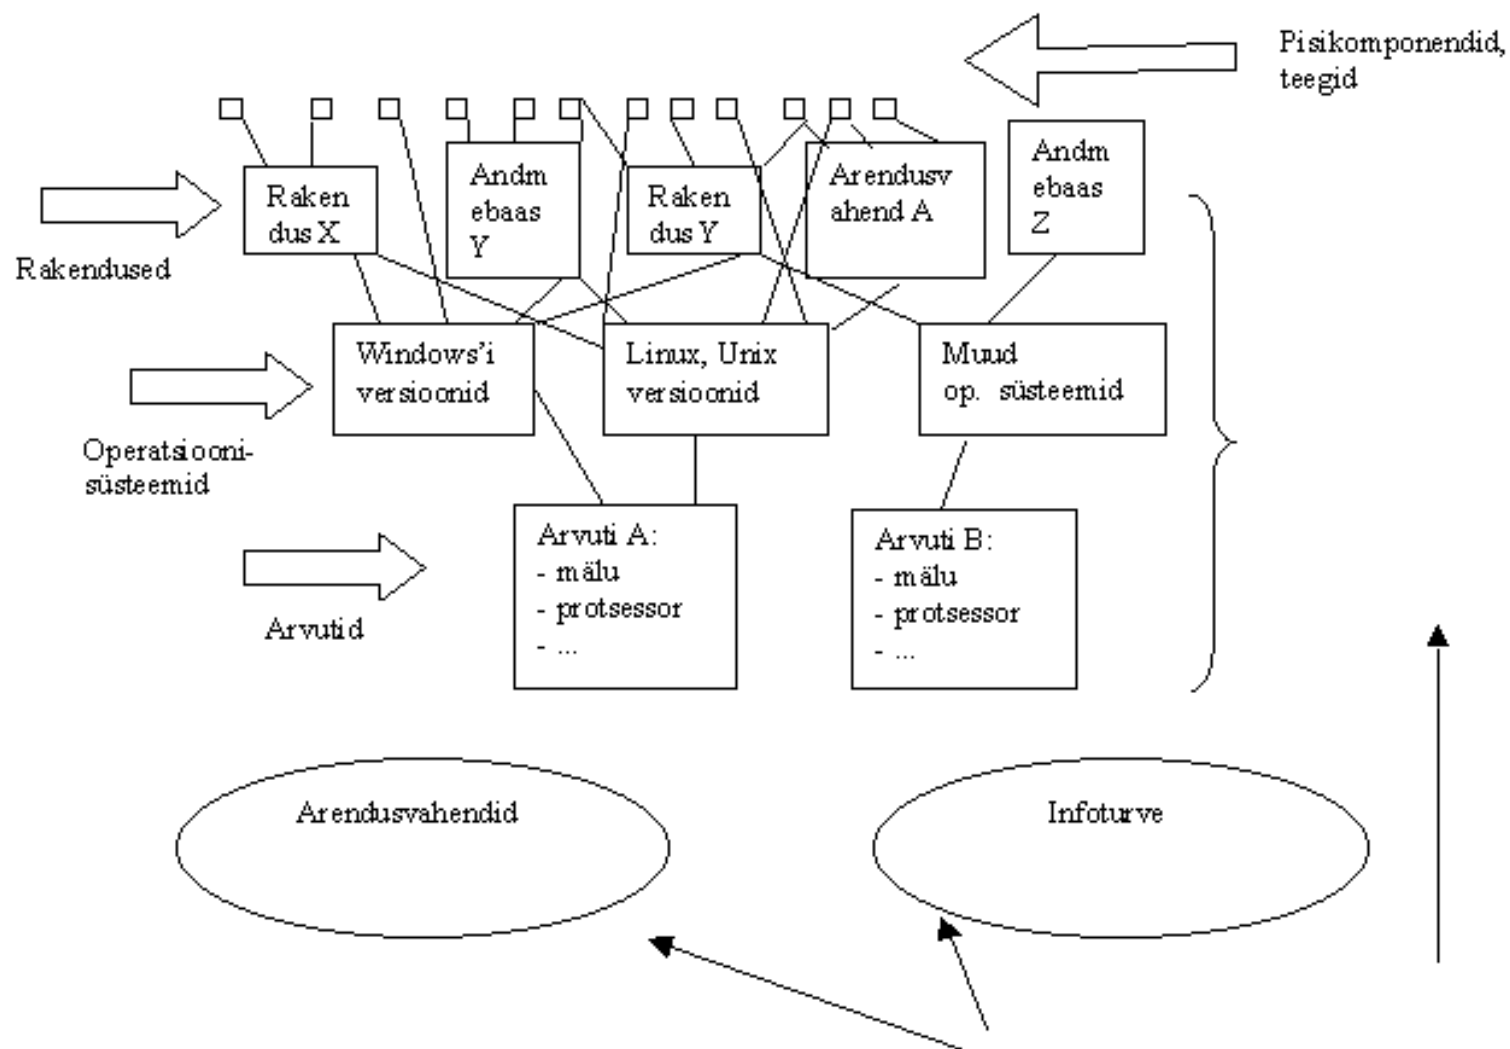 Pisikomponendid,
teegid
Raken
dus X
Andm
ebaas
Y
Raken
dus Y
Arendusv
ahend A
Andm
ebaas
Z
Rakendused
Windows'i
versioonid
Linux, Unix
versioonid
Muud
op. süsteemid
Operatsiooni-
süsteemid
Arvuti A:
- mälu
- protsessor
- ...
Arvuti B:
- mälu
- protsessor
- ...
Arvutid
Arendusvahendid
Infoturve